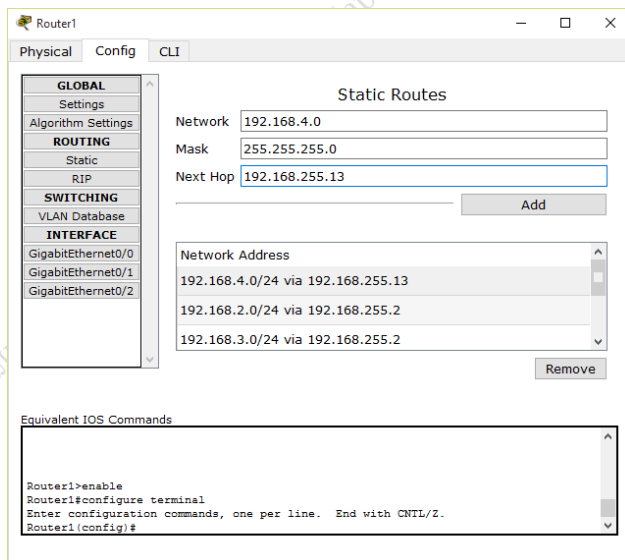 Router1
Physical Config CLI
GLOBAL
Settings
Algorithm Settings
ROUTING
Static
RIP
SWITCHING
VLAN Database
INTERFACE
GigabitEthernet0/0
GigabitEthernet0/1
GigabitEthernet0/2
Static Routes
Network 192.168.4.0
Mask 255.255.255.0
Next Hop 192.168.255.13
Add
Network Address
192.168.4.0/24 via 192.168.255.13
192.168.2.0/24 via 192.168.255.2
192.168.3.0/24 via 192.168.255.2
Remove
Equivalent IOS Commands
Router1>enable
Router1#configure terminal
Enter configuration commands, one per line. End with CNTL/Z.
Router1(config)#